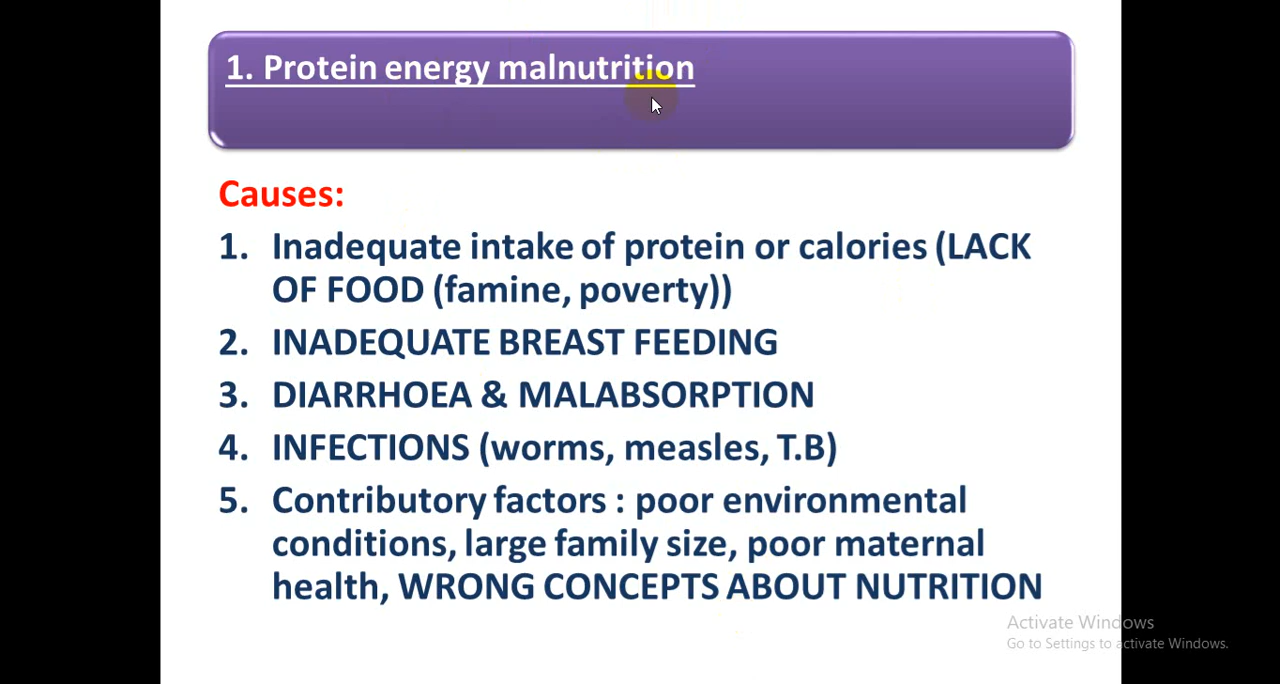 1. Protein energy malnutrition
Causes:
1. Inadequate intake of protein or calories (LACK
OF FOOD (famine, poverty))
2. INADEQUATE BREAST FEEDING
3. DIARRHOEA & MALABSORPTION
4. INFECTIONS (worms, measles, T.B)
5. Contributory factors : poor environmental
conditions, large family size, poor maternal
health, WRONG CONCEPTS ABOUT NUTRITION
Activate Windows
Go to Settings to activate Windows.